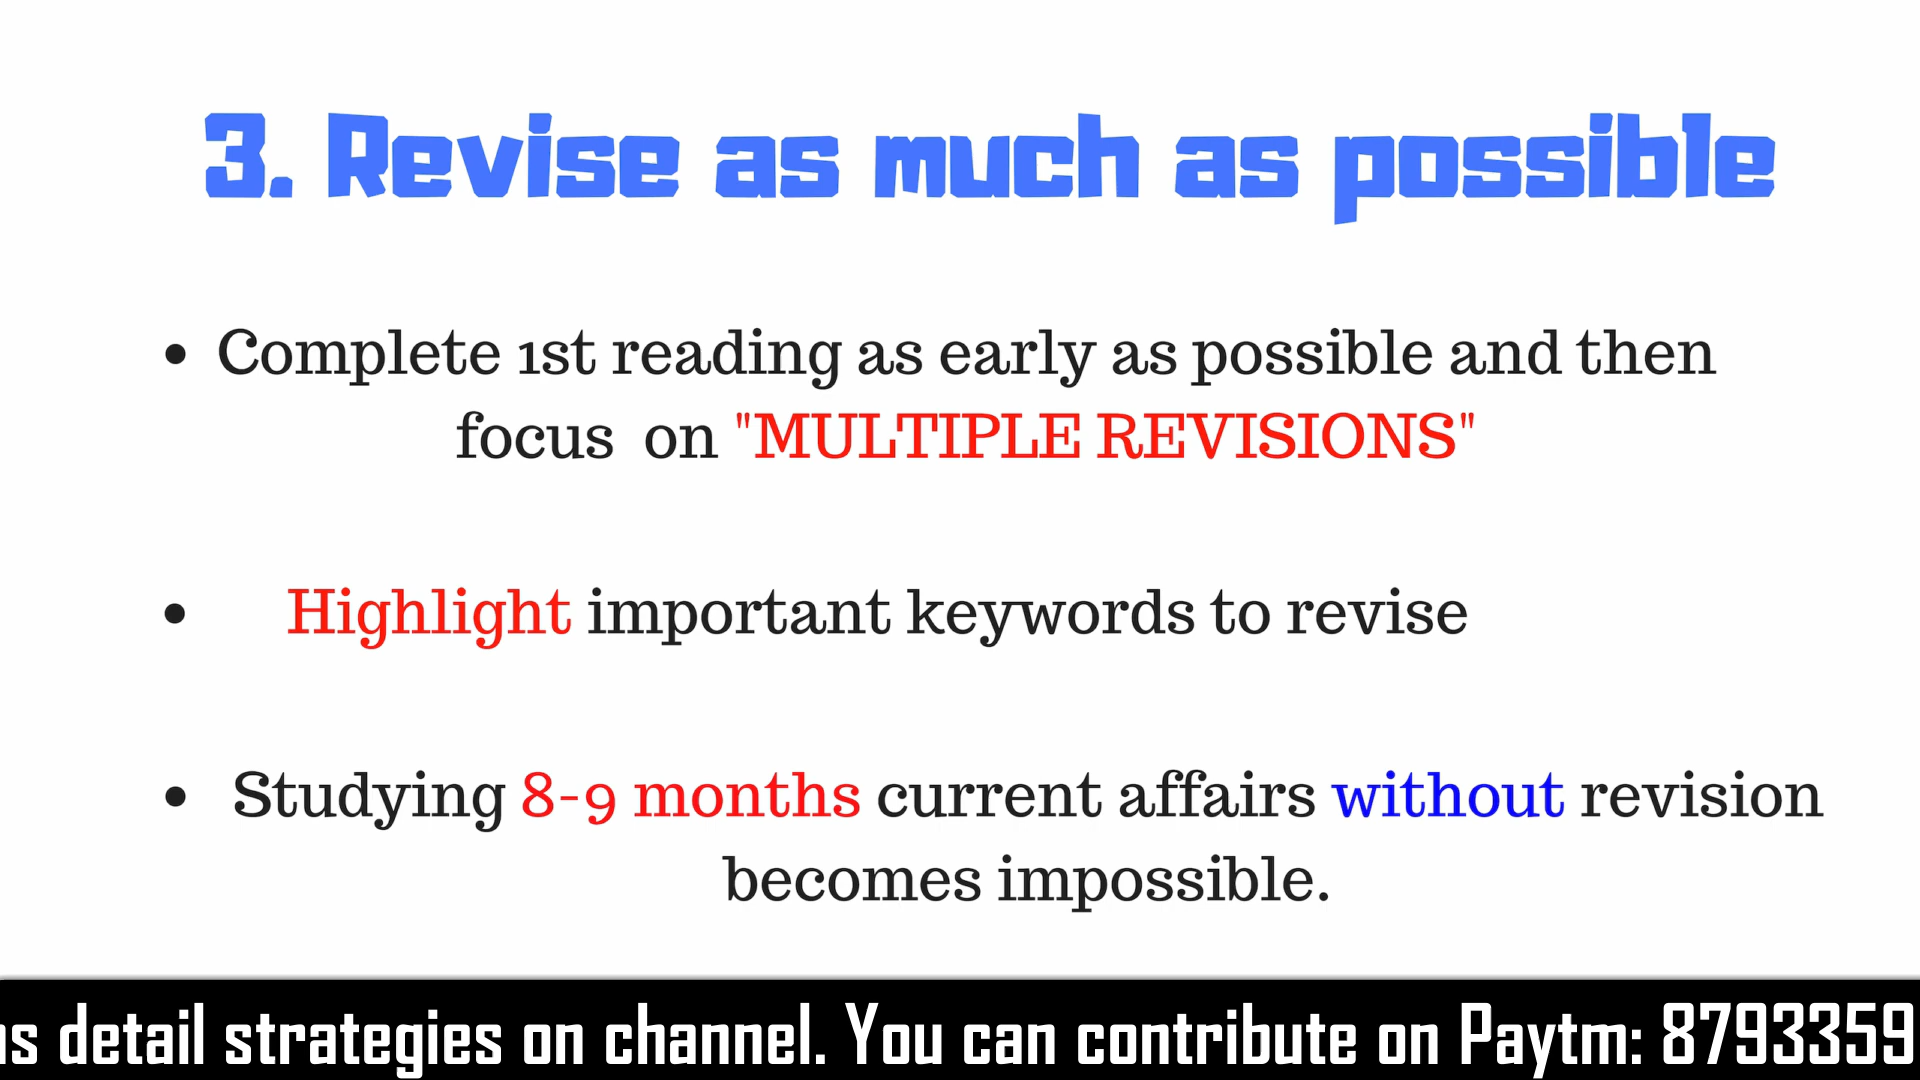 3. Revise as much as possible
• Complete 1st reading as early as possible and then
focus on "MULTIPLE REVISIONS"
• Highlight important keywords to revise
• Studying 8-9 months current affairs without revision
becomes impossible.
detail strategies on channel. You can contribute on Paytm: 8793359